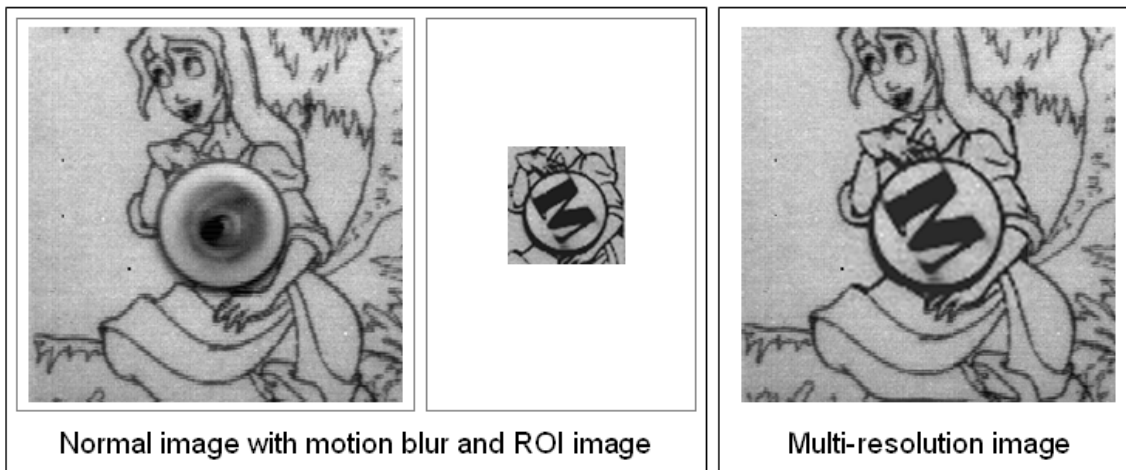 M
Normal image with motion blur and ROI image
Multi-resolution image